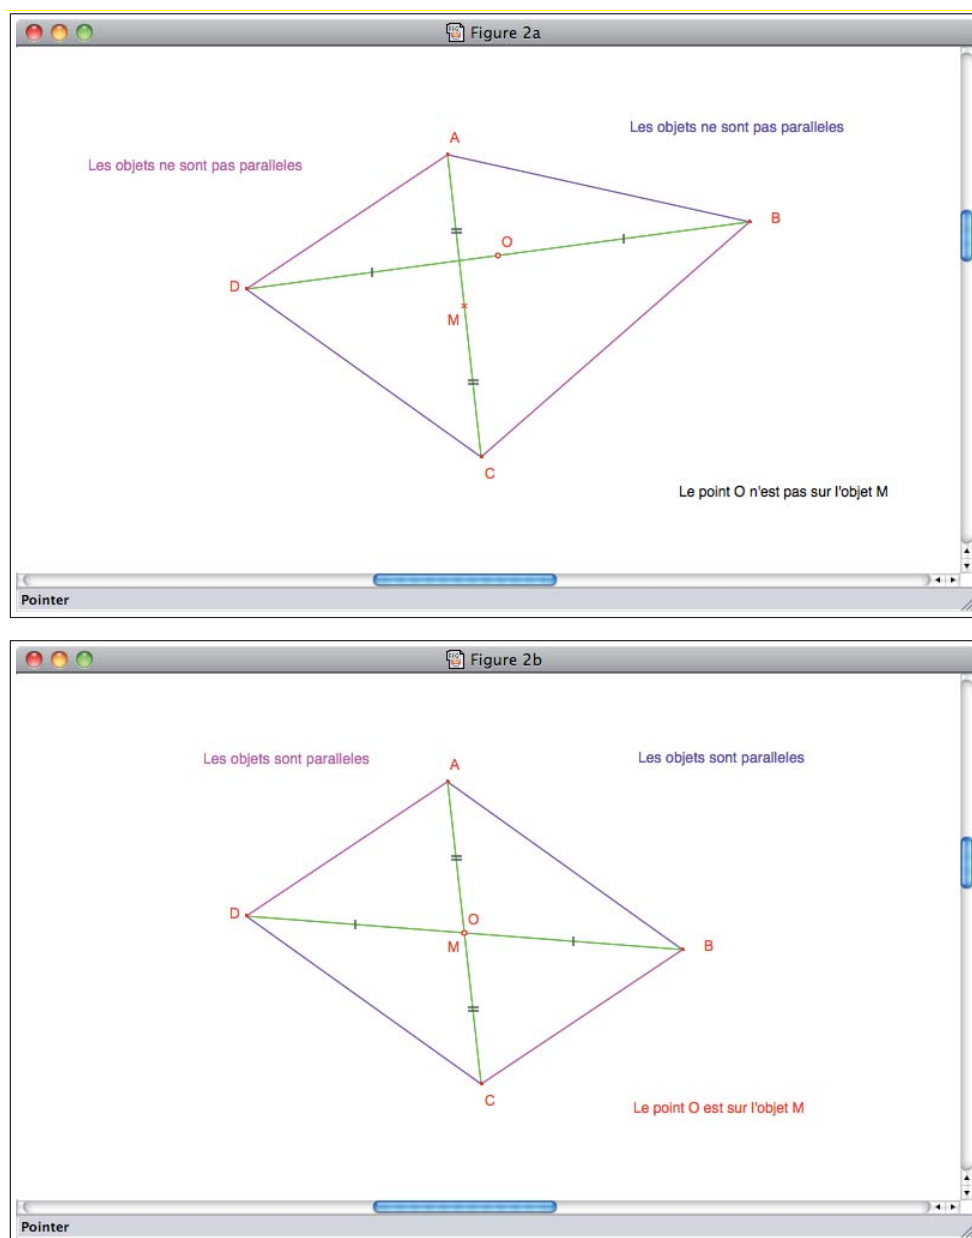 Figure 2a
Les objets ne sont pas paralleles
A
Les objets ne sont pas paralleles
B
O
D
M
C
Le point O n'est pas sur l'objet M
Pointer
Figure 2b
Les objets sont paralleles
Les objets sont paralleles
A
D
O
M
B
C
Le point O est sur l'objet M
Pointer